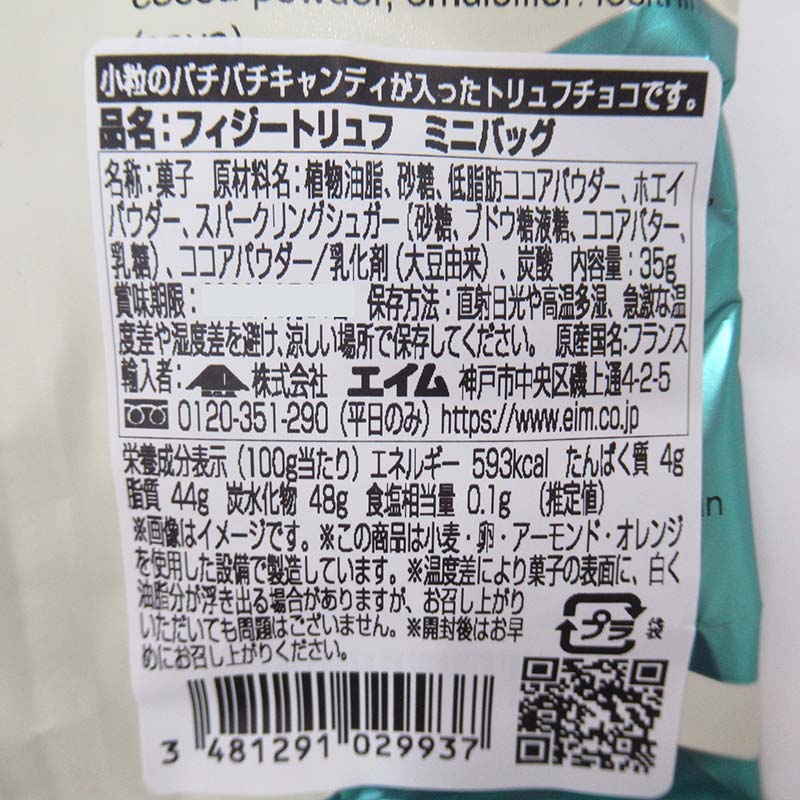 cocoa powder, emulsifier: lecithin
(soya)
小粒のパチパチキャンディが入ったトリュフチョコです。
品名:フィジートリュフ ミニバッグ
名称:菓子 原材料名:植物油脂、砂糖、低脂肪ココアパウダー、ホエイ
パウダー、スパークリングシュガー〔砂糖、ブドウ糖液糖、ココアバター、
乳糖〕、ココアパウダー/乳化剤(大豆由来)、炭酸 内容量:35g
賞味期限: 保存方法:直射日光や高温多湿、急激な温
度差や湿度差を避け、涼しい場所で保存してください。 原産国名:フランス
輸入者: 株式会社 エイム 神戸市中央区磯上通4-2-5
0120-351-290 (平日のみ) https://www.eim.co.jp
栄養成分表示(100g当たり)エネルギー 593kcal たんぱく質 4g
脂質 44g 炭水化物 48g 食塩相当量 0.1g (推定値)
※画像はイメージです。※この商品は小麦・卵・アーモンド・オレンジ
を使用した設備で製造しています。※温度差により菓子の表面に、白く
油脂分が浮き出る場合がありますが、お召し上がり
いただいても問題はございません。※開封後はお早
めにお召し上がりください。
プラ 袋
3 481291 029937